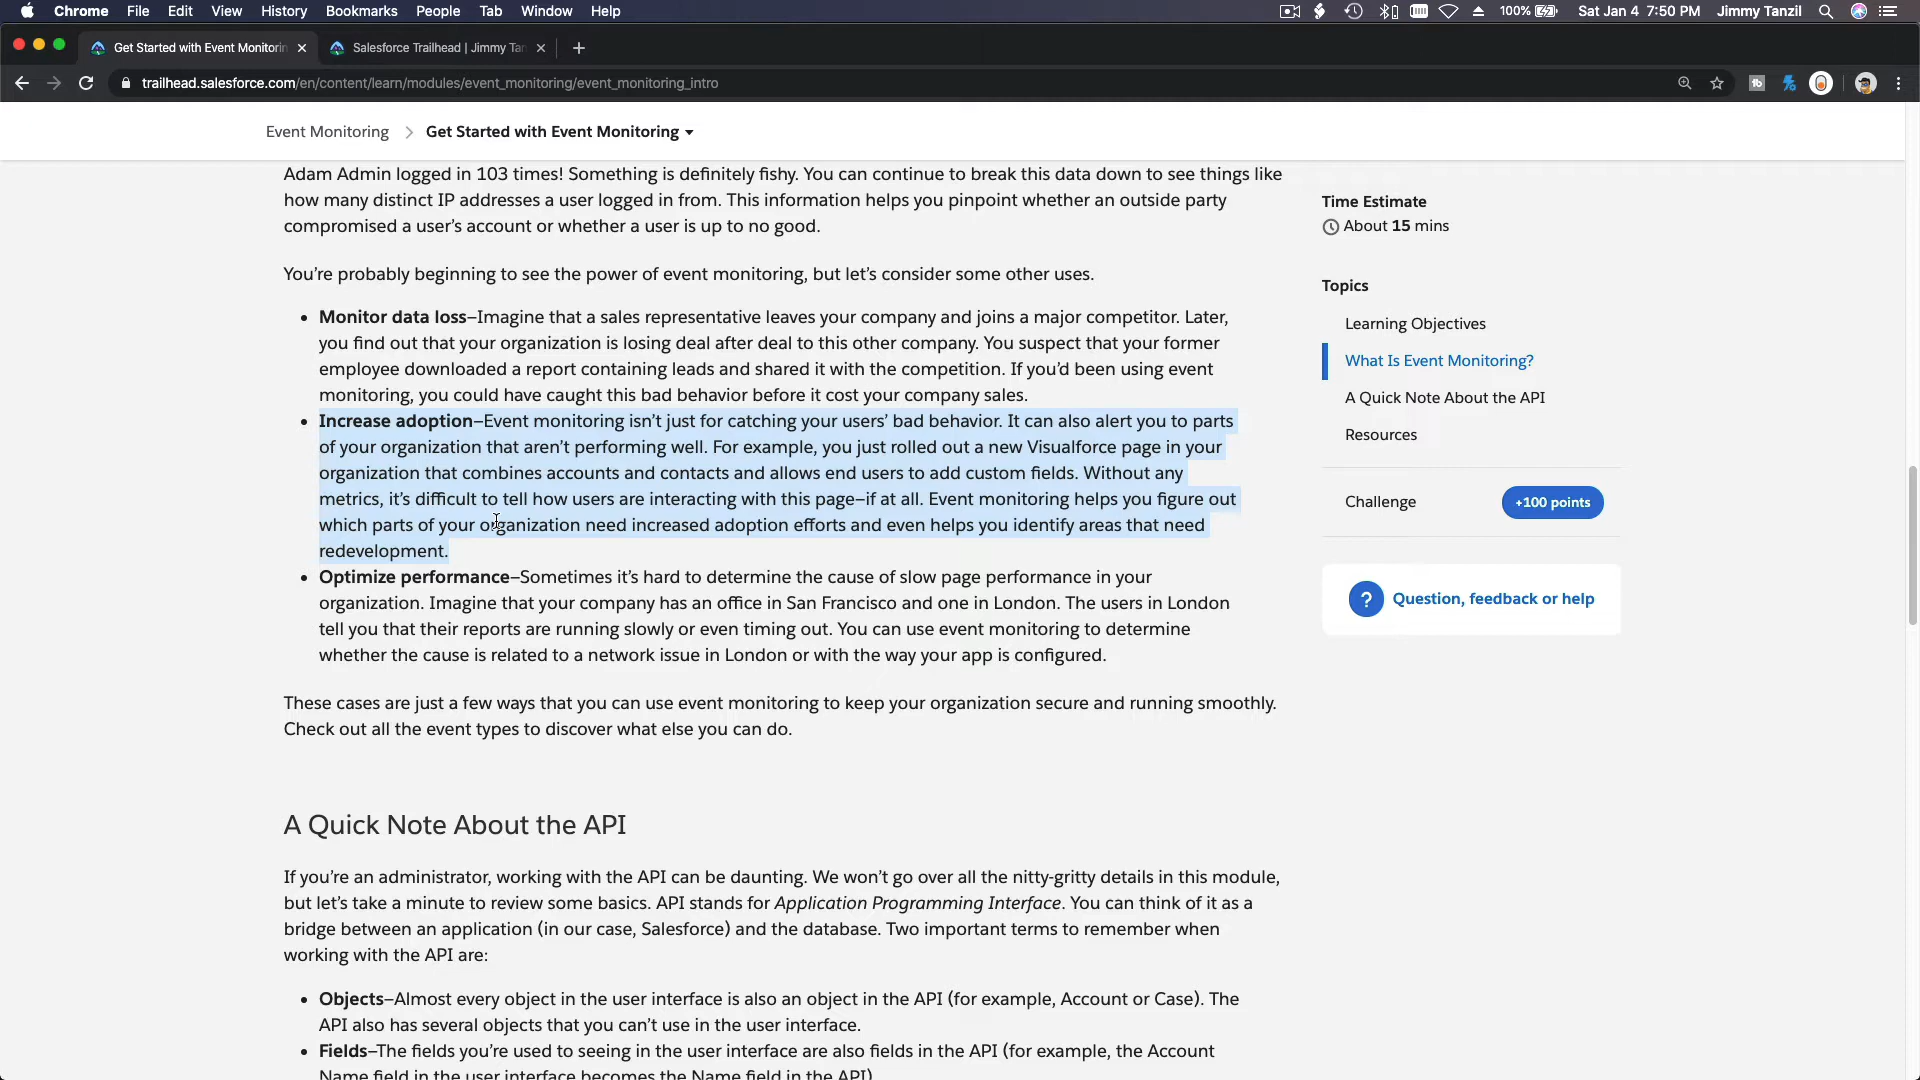 Chrome File Edit View History Bookmarks People Tab Window Help
100% Sat Jan 4 7:50 PM Jimmy Tanzil
Get Started with Event Monitorin
Salesforce Trailhead | Jimmy Tan
trailhead.salesforce.com/en/content/learn/modules/event_monitoring/event_monitoring_intro
Event Monitoring > Get Started with Event Monitoring
Adam Admin logged in 103 times! Something is definitely fishy. You can continue to break this data down to see things like
how many distinct IP addresses a user logged in from. This information helps you pinpoint whether an outside party
compromised a user’s account or whether a user is up to no good.
You’re probably beginning to see the power of event monitoring, but let’s consider some other uses.
• Monitor data loss–Imagine that a sales representative leaves your company and joins a major competitor. Later,
you find out that your organization is losing deal after deal to this other company. You suspect that your former
employee downloaded a report containing leads and shared it with the competition. If you’d been using event
monitoring, you could have caught this bad behavior before it cost your company sales.
• Increase adoption–Event monitoring isn’t just for catching your users’ bad behavior. It can also alert you to parts
of your organization that aren’t performing well. For example, you just rolled out a new Visualforce page in your
organization that combines accounts and contacts and allows end users to add custom fields. Without any
metrics, it’s difficult to tell how users are interacting with this page–if at all. Event monitoring helps you figure out
which parts of your organization need increased adoption efforts and even helps you identify areas that need
redevelopment.
• Optimize performance–Sometimes it’s hard to determine the cause of slow page performance in your
organization. Imagine that your company has an office in San Francisco and one in London. The users in London
tell you that their reports are running slowly or even timing out. You can use event monitoring to determine
whether the cause is related to a network issue in London or with the way your app is configured.
These cases are just a few ways that you can use event monitoring to keep your organization secure and running smoothly.
Check out all the event types to discover what else you can do.
A Quick Note About the API
If you’re an administrator, working with the API can be daunting. We won’t go over all the nitty-gritty details in this module,
but let’s take a minute to review some basics. API stands for Application Programming Interface. You can think of it as a
bridge between an application (in our case, Salesforce) and the database. Two important terms to remember when
working with the API are:
• Objects–Almost every object in the user interface is also an object in the API (for example, Account or Case). The
API also has several objects that you can’t use in the user interface.
• Fields–The fields you’re used to seeing in the user interface are also fields in the API (for example, the Account
Name field in the user interface becomes the Name field in the API)
Time Estimate
About 15 mins
Topics
Learning Objectives
What Is Event Monitoring?
A Quick Note About the API
Resources
Challenge +100 points
? Question, feedback or help